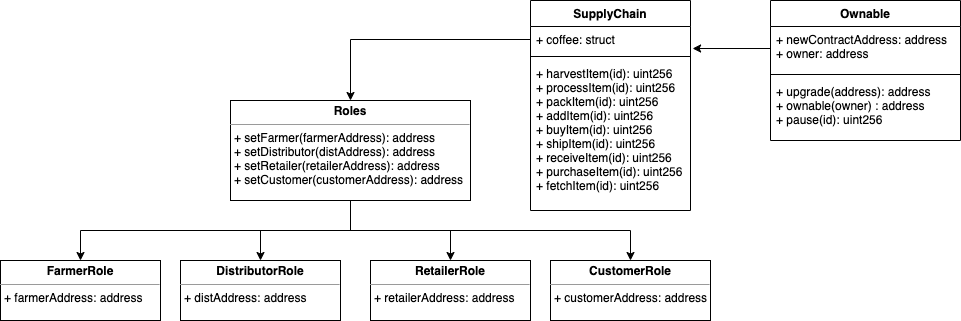 SupplyChain
+ coffee: struct
+ harvestItem(id): uint256
+ processItem(id): uint256
+ packItem(id): uint256
+ addItem(id): uint256
+ buyItem(id): uint256
+ shipItem(id): uint256
+ receiveItem(id): uint256
+ purchaseItem(id): uint256
+ fetchItem(id): uint256
Ownable
+ newContractAddress: address
+ owner: address
+ upgrade(address): address
+ ownable(owner) : address
+ pause(id): uint256
Roles
+ setFarmer(farmerAddress): address
+ setDistributor(distAddress): address
+ setRetailer(retailerAddress): address
+ setCustomer(customerAddress): address
FarmerRole
+ farmerAddress: address
DistributorRole
+ distAddress: address
RetailerRole
+ retailerAddress: address
CustomerRole
+ customerAddress: address